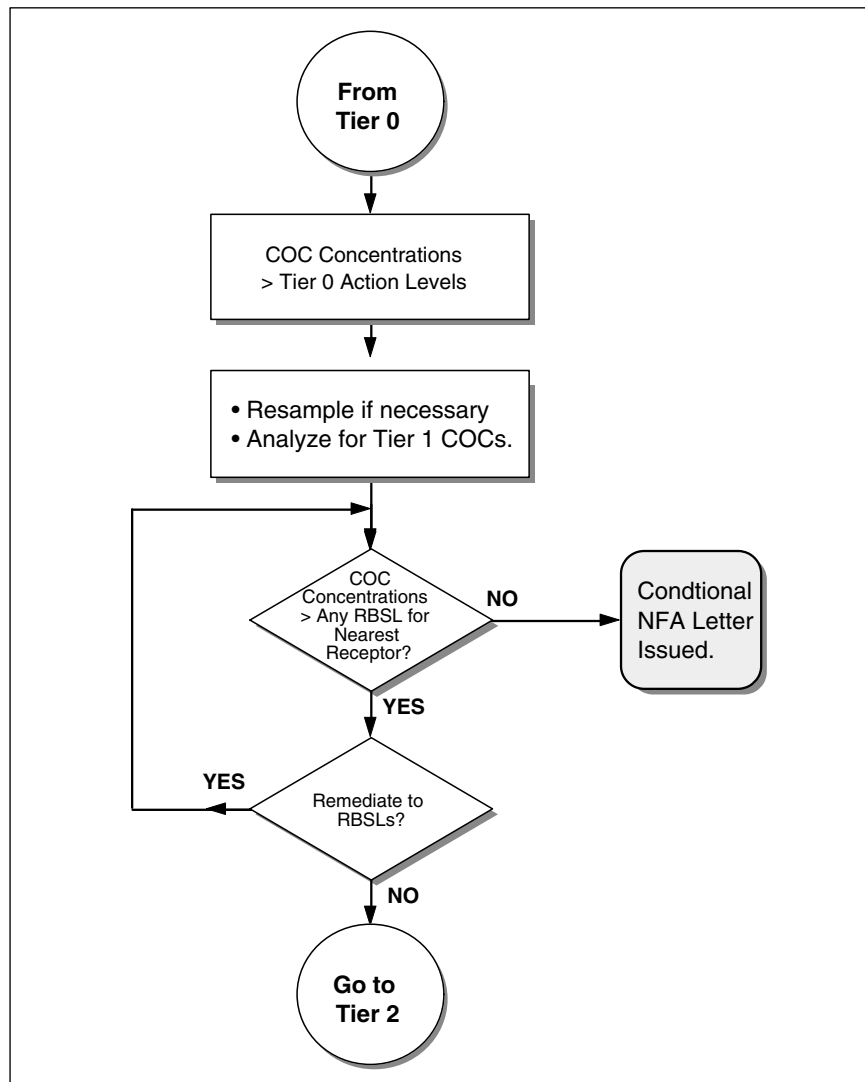 From
Tier 0
COC Concentrations
> Tier 0 Action Levels
• Resample if necessary
• Analyze for Tier 1 COCs.
COC
Concentrations
> Any RBSL for
Nearest
Receptor?
NO
Condtional
NFA Letter
Issued.
YES
YES
Remediate to
RBSLs?
NO
Go to
Tier 2